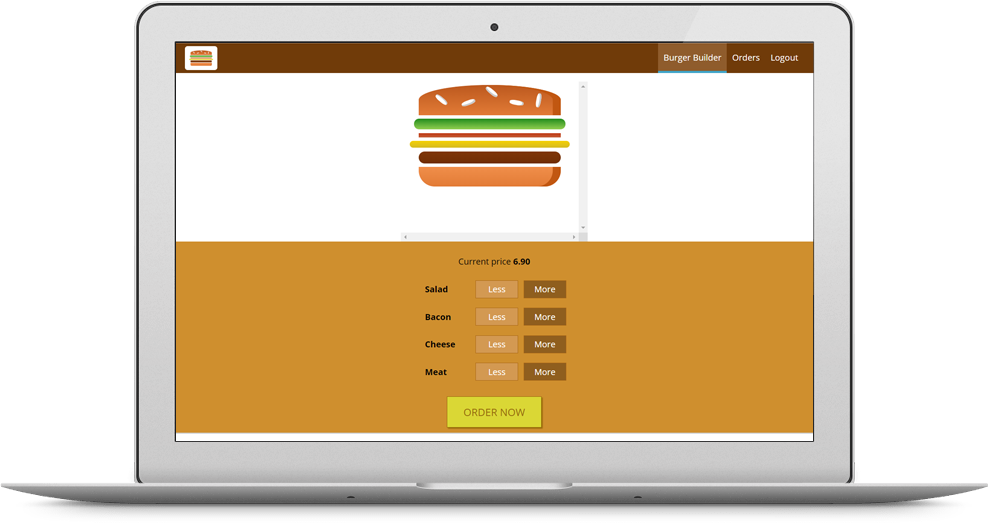 Burger Builder Orders Logout
Current price 6.90
Salad Less More
Bacon Less More
Cheese Less More
Meat Less More
ORDER NOW